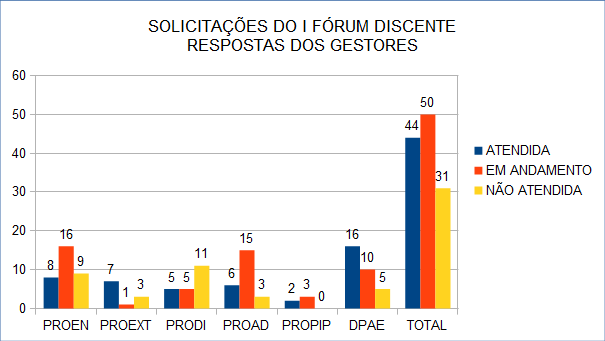 SOLICITAÇÕES DO I FÓRUM DISCENTE
RESPOSTAS DOS GESTORES
60
50
40
30
20
10
0
8 16 9
7 1 3
5 5 11
6 15 3
2 3 0
16 10 5
44 50 31
PROEN PROEXT PRODI PROAD PROPIP DPAE TOTAL
ATENDIDA
EM ANDAMENTO
NÃO ATENDIDA